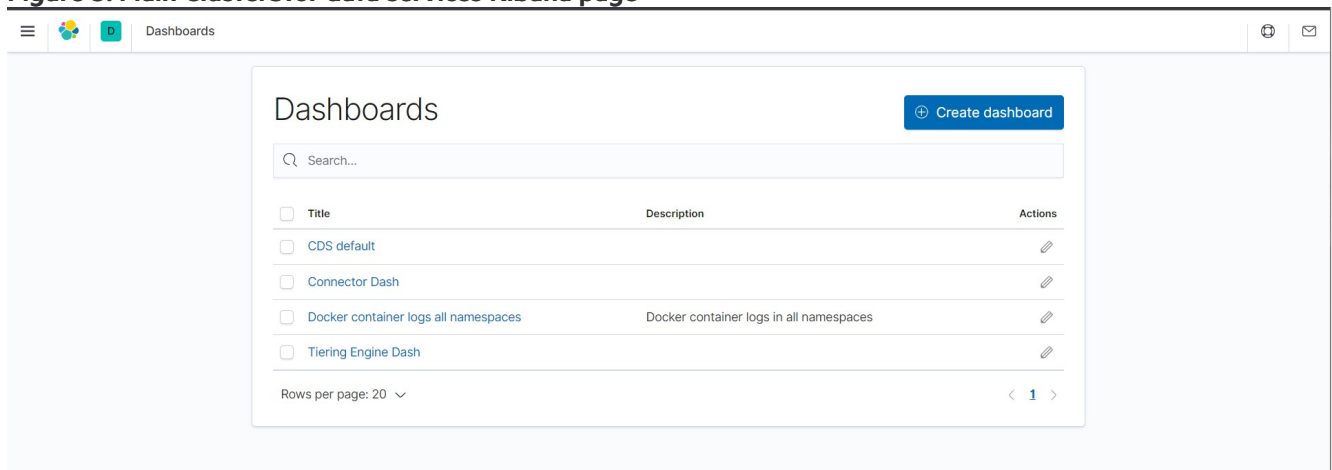 D Dashboards
Dashboards
Create dashboard
Search...
Title Description Actions
CDS default
Connector Dash
Docker container logs all namespaces Docker container logs in all namespaces
Tiering Engine Dash
Rows per page: 20
1